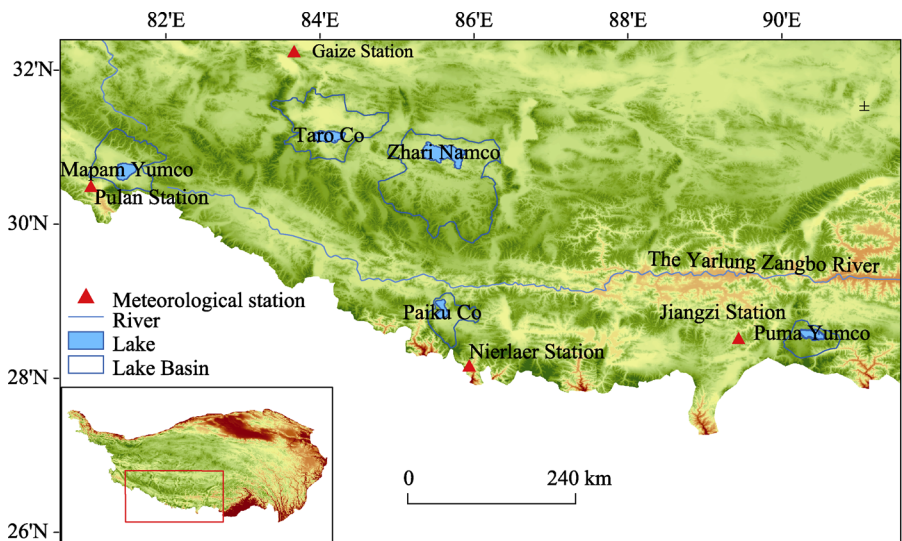 82°E 84°E 86°E 88°E 90°E
32°N
30°N
28°N
26°N
Gaize Station
Taro Co
Zhari Namco
Mapam Yumco
Pulan Station
The Yarlung Zangbo River
Paiku Co
Jiangzi Station
Puma Yumco
Nierlaer Station
Meteorological station
River
Lake
Lake Basin
0 240 km